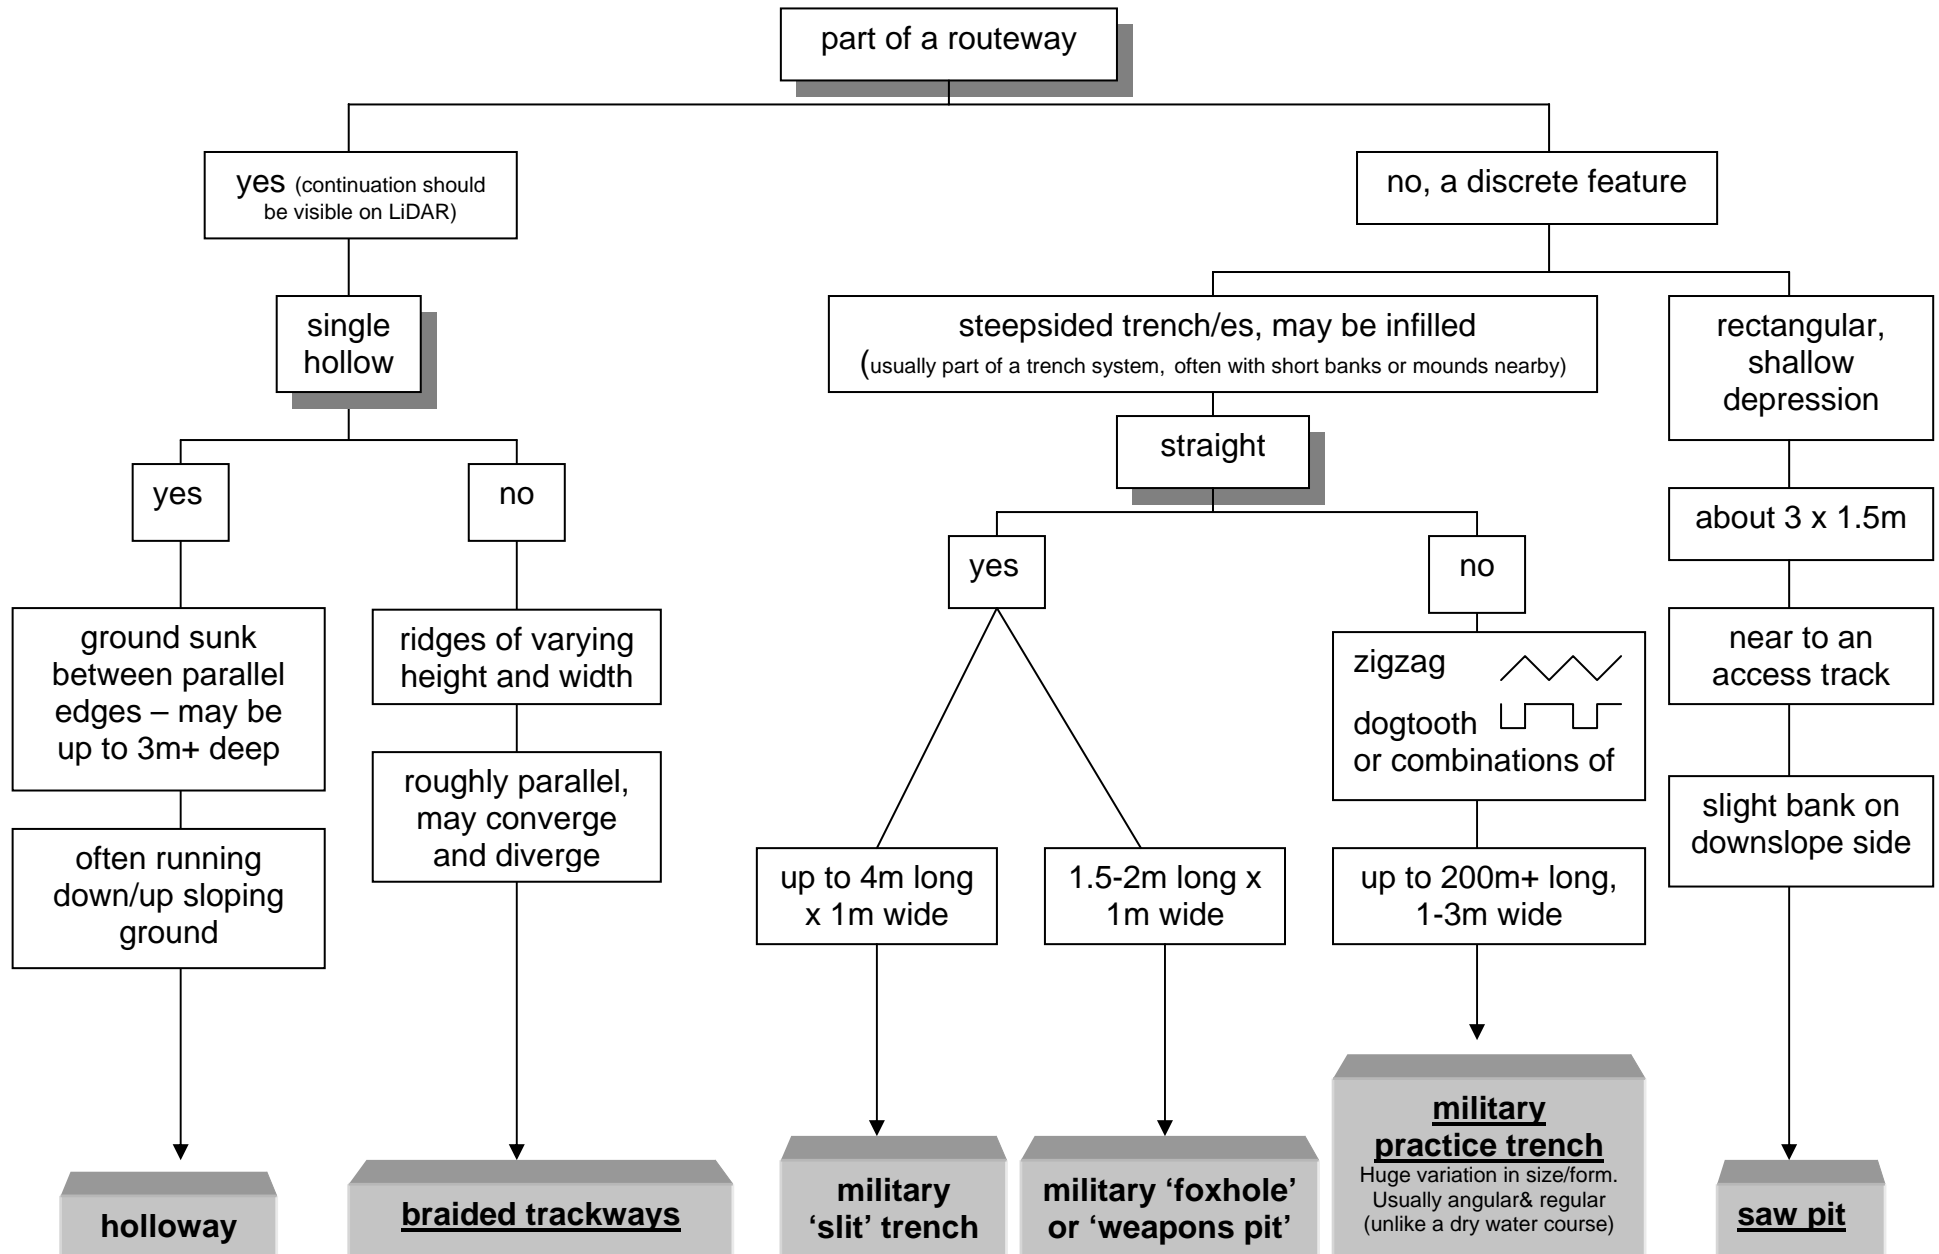 part of a routeway
yes (continuation should
be visible on LiDAR)
no, a discrete feature
single
hollow
steepsided trench/es, may be infilled
(usually part of a trench system, often with short banks or mounds nearby)
rectangular,
shallow
depression
straight
yes
no
about 3 x 1.5m
yes
no
ground sunk
between parallel
edges – may be
up to 3m+ deep
ridges of varying
height and width
zigzag
dogtooth
or combinations of
near to an
access track
roughly parallel,
may converge
and diverge
slight bank on
downslope side
often running
down/up sloping
ground
up to 4m long
x 1m wide
1.5-2m long x
1m wide
up to 200m+ long,
1-3m wide
holloway
braided trackways
military
‘slit’ trench
military ‘foxhole’
or ‘weapons pit’
military
practice trench
Huge variation in size/form.
Usually angular& regular
(unlike a dry water course)
saw pit